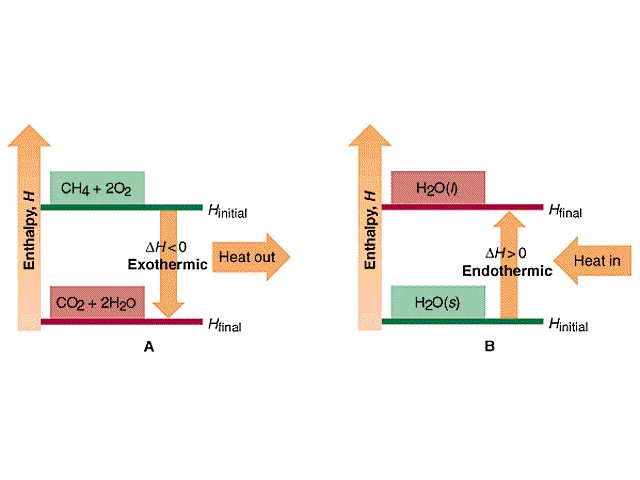 Enthalpy, H
CH4 + 2O2
Hinitial
ΔH < 0
Exothermic
Heat out
CO2 + 2H2O
Hfinal
A
Enthalpy, H
H2O(l)
Hfinal
ΔH > 0
Endothermic
Heat in
H2O(s)
Hinitial
B